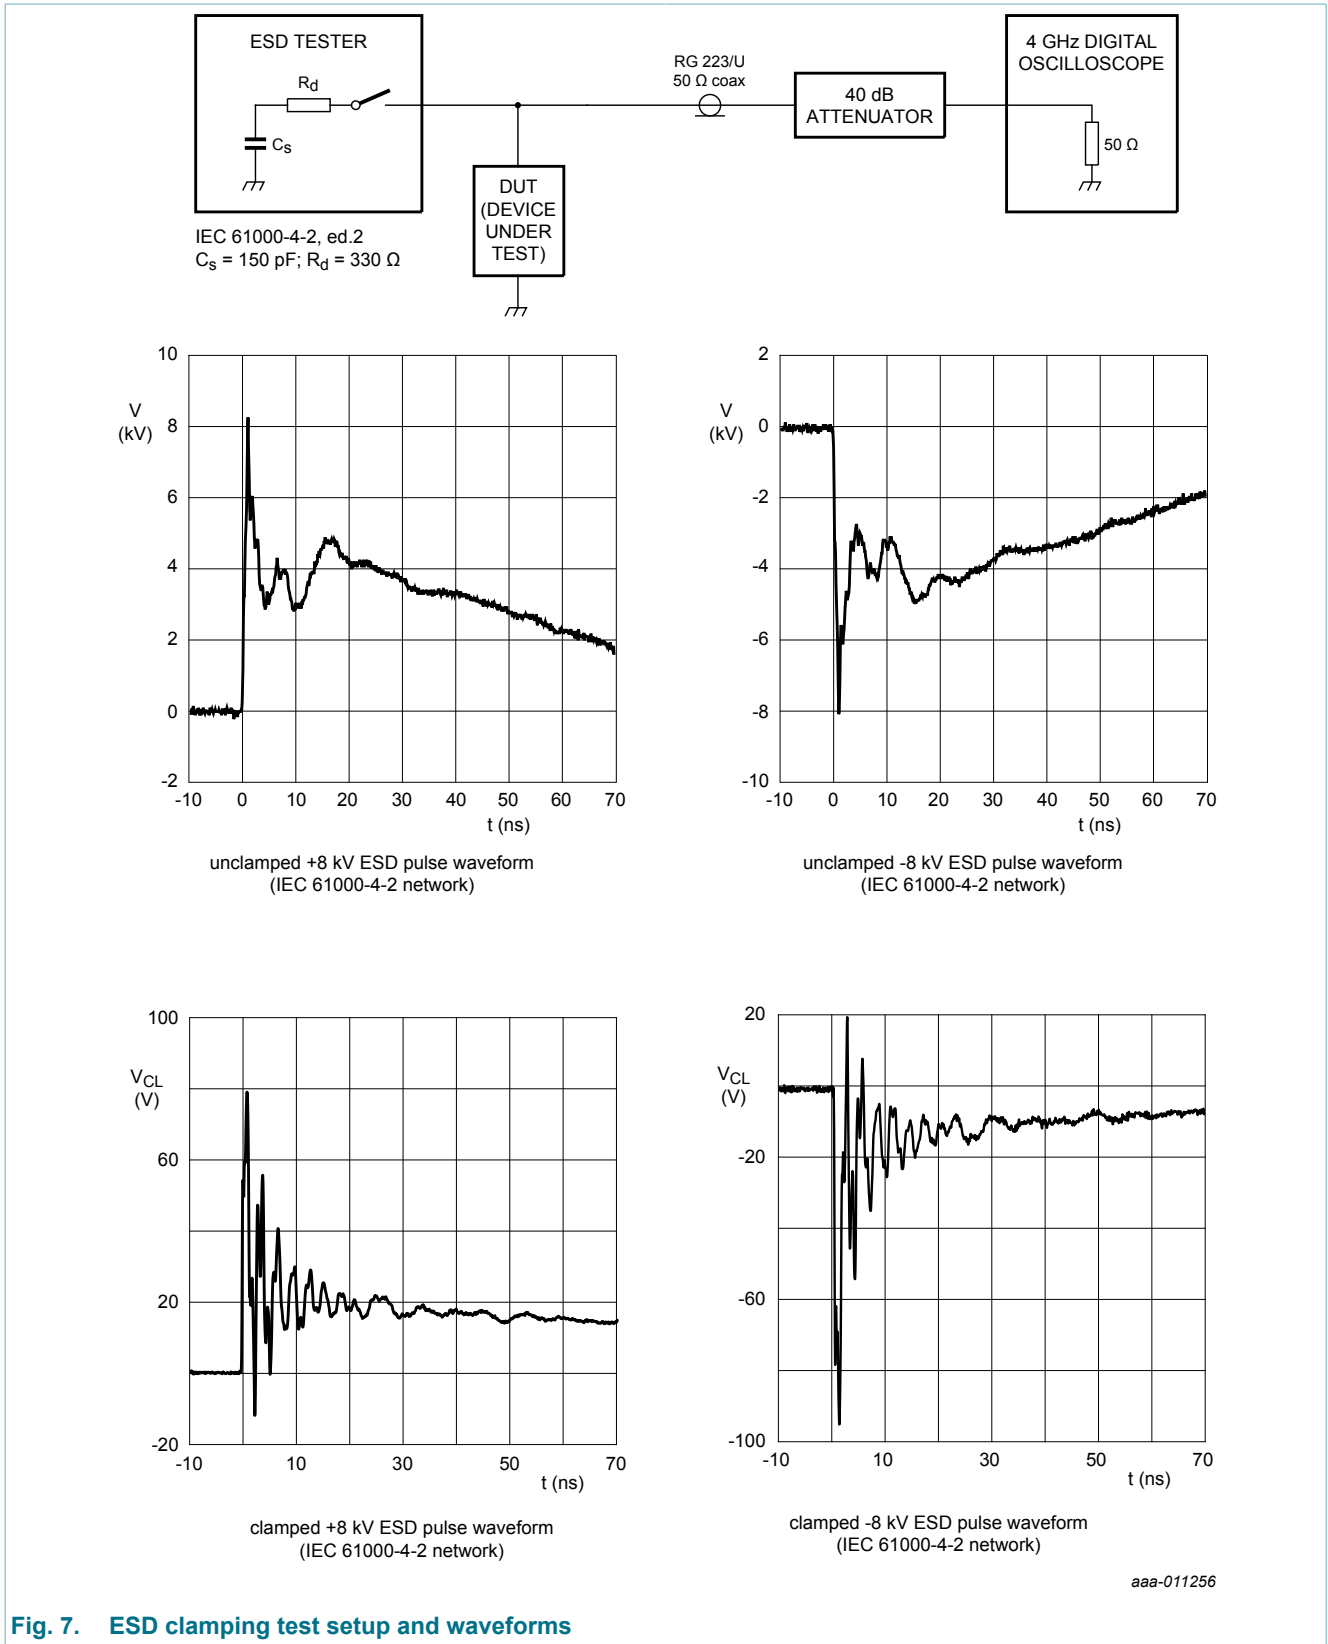 ESD TESTER
Rd
Cs
IEC 61000-4-2, ed.2
Cs = 150 pF; Rd = 330 Ω
DUT
(DEVICE
UNDER
TEST)
RG 223/U
50 Ω coax
40 dB
ATTENUATOR
4 GHz DIGITAL
OSCILLOSCOPE
50 Ω
V
(kV)
10
8
6
4
2
0
-2
-10 0 10 20 30 40 50 60 70
t (ns)
unclamped +8 kV ESD pulse waveform
(IEC 61000-4-2 network)
V
(kV)
2
0
-2
-4
-6
-8
-10
-10 0 10 20 30 40 50 60 70
t (ns)
unclamped -8 kV ESD pulse waveform
(IEC 61000-4-2 network)
VCL
(V)
100
60
20
-20
-10 10 30 50 70
t (ns)
clamped +8 kV ESD pulse waveform
(IEC 61000-4-2 network)
VCL
(V)
20
-20
-60
-100
-10 10 30 50 70
t (ns)
clamped -8 kV ESD pulse waveform
(IEC 61000-4-2 network)
aaa-011256
Fig. 7. ESD clamping test setup and waveforms